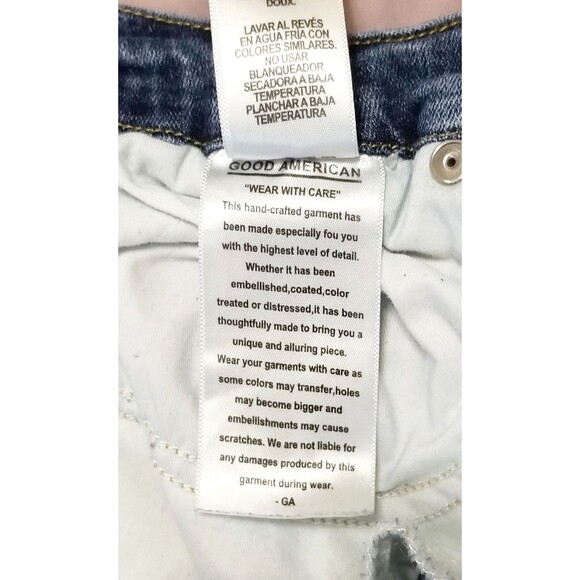 DOUX.
LAVAR AL REVÉS
EN AGUA FRÍA CON
COLORES SIMILARES.
NO USAR
BLANQUEADOR.
SECADORA A BAJA
TEMPERATURA
PLANCHAR A BAJA
TEMPERATURA
GOOD AMERICAN
"WEAR WITH CARE"
This hand-crafted garment has
been made especially fou you
with the highest level of detail.
Whether it has been
embellished,coated,color
treated or distressed,it has been
thoughtfully made to bring you a
unique and alluring piece.
Wear your garments with care as
some colors may transfer,holes
may become bigger and
embellishments may cause
scratches. We are not liable for
any damages produced by this
garment during wear.
- GA